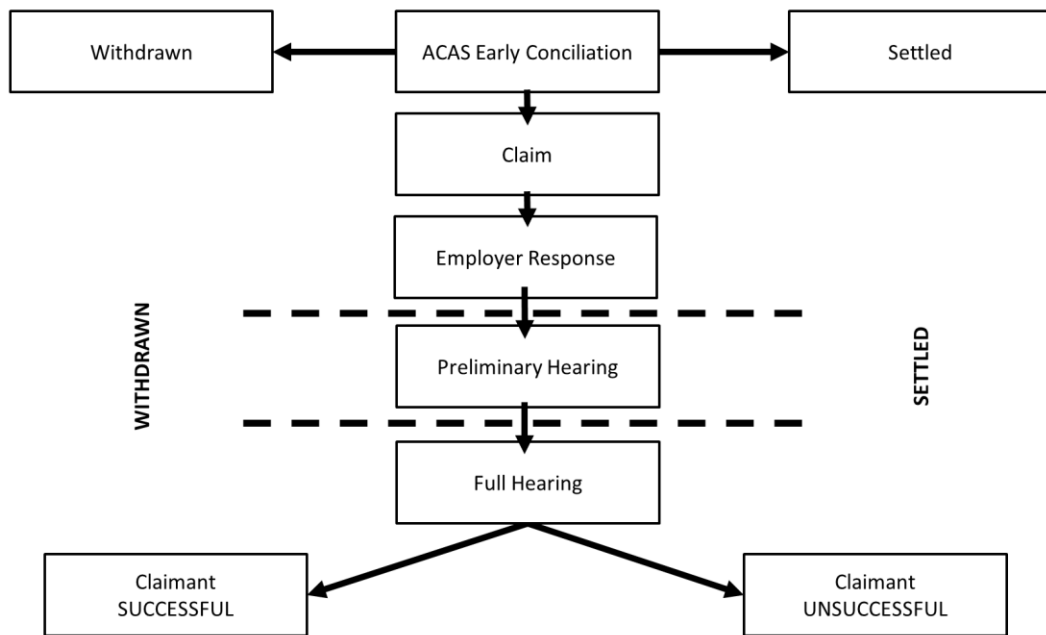 Withdrawn
ACAS Early Conciliation
Settled
Claim
Employer Response
WITHDRAWN
Preliminary Hearing
SETTLED
Full Hearing
Claimant
SUCCESSFUL
Claimant
UNSUCCESSFUL